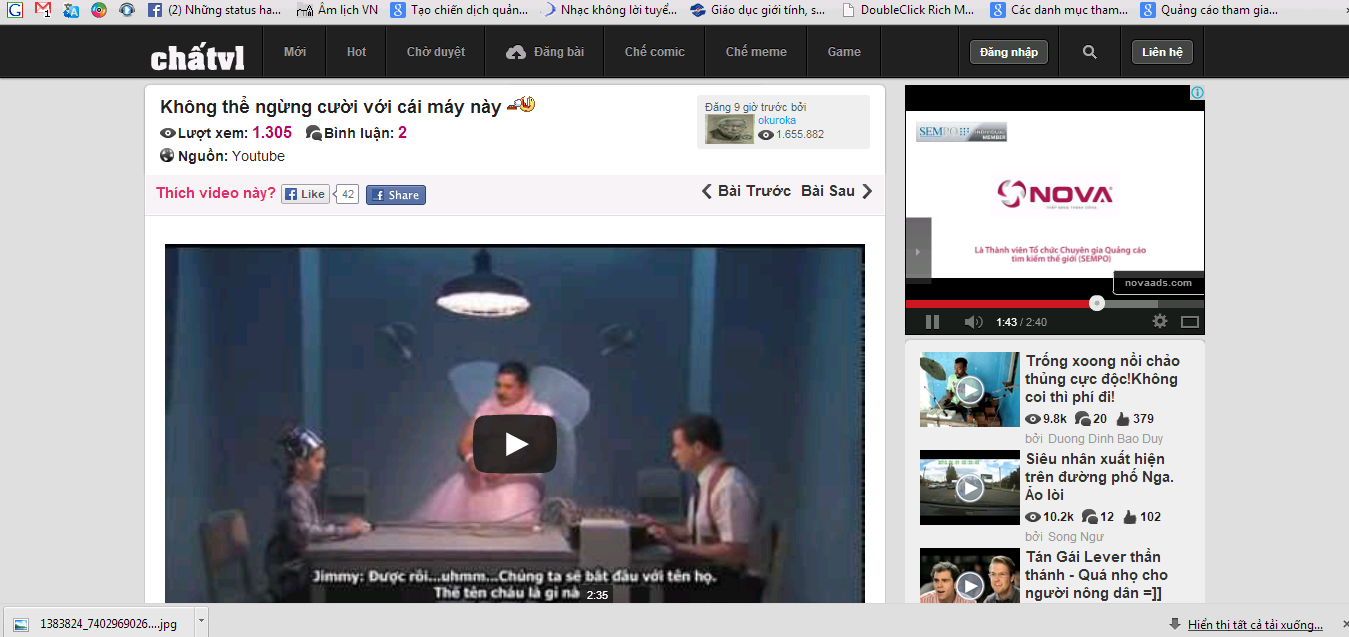 (2) Những status ha... Âm lịch VN Tạo chiến dịch quản... Nhạc không lời tuyể... Giáo dục giới tính, s... DoubleClick Rich M... Các danh mục tham... Quảng cáo tham gia...
chấtvl Mới Hot Chờ duyệt Đăng bài Chế comic Chế meme Game Đăng nhập Liên hệ
Không thể ngừng cười với cái máy này
Lượt xem: 1.305 Bình luận: 2
Nguồn: Youtube
Đăng 9 giờ trước bởi
okuroka
1.655.882
Thích video này? Like 42 Share
Bài Trước Bài Sau
Jimmy: Được rồi...uhmm...Chúng ta sẽ bắt đầu với tên họ.
Thế tên cháu là gì nà
2:35
SEMPO INDIVIDUAL MEMBER
NOVA
Là Thành viên Tổ chức Chuyên gia Quảng cáo
tìm kiếm thế giới (SEMPO)
novaads.com
1:43 / 2:40
Trống xoong nồi chảo
thủng cực độc!Không
coi thì phí đi!
9.8k 20 379
bởi Duong Dinh Bao Duy
Siêu nhân xuất hiện
trên đường phố Nga.
Ảo lòi
10.2k 12 102
bởi Song Ngư
Tán Gái Lever thần
thánh - Quá nhọ cho
người nông dân =]]
1383824_7402969026....jpg
Hiển thị tất cả tải xuống...